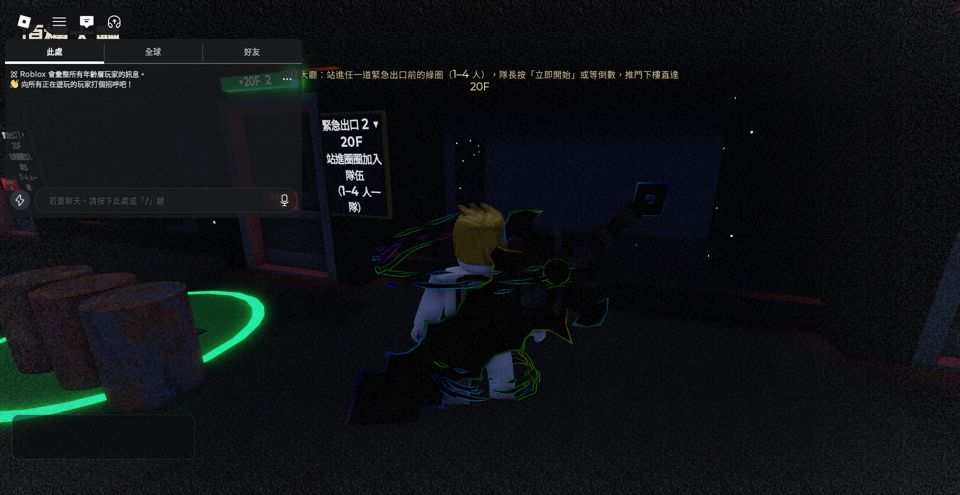 此處
全球
好友
Roblox 會彙整所有年齡層玩家的訊息。
向所有正在遊玩的玩家打個招呼吧！
若要聊天，請按下此處或「/」鍵
大廳：站進任一道緊急出口前的綠圈（1–4 人），隊長按「立即開始」或等倒數，推門下樓直達
20F
▼20F 2
緊急出口 2 ▼
20F
站進圈圈加入
隊伍
（1–4 人一
隊）
20F